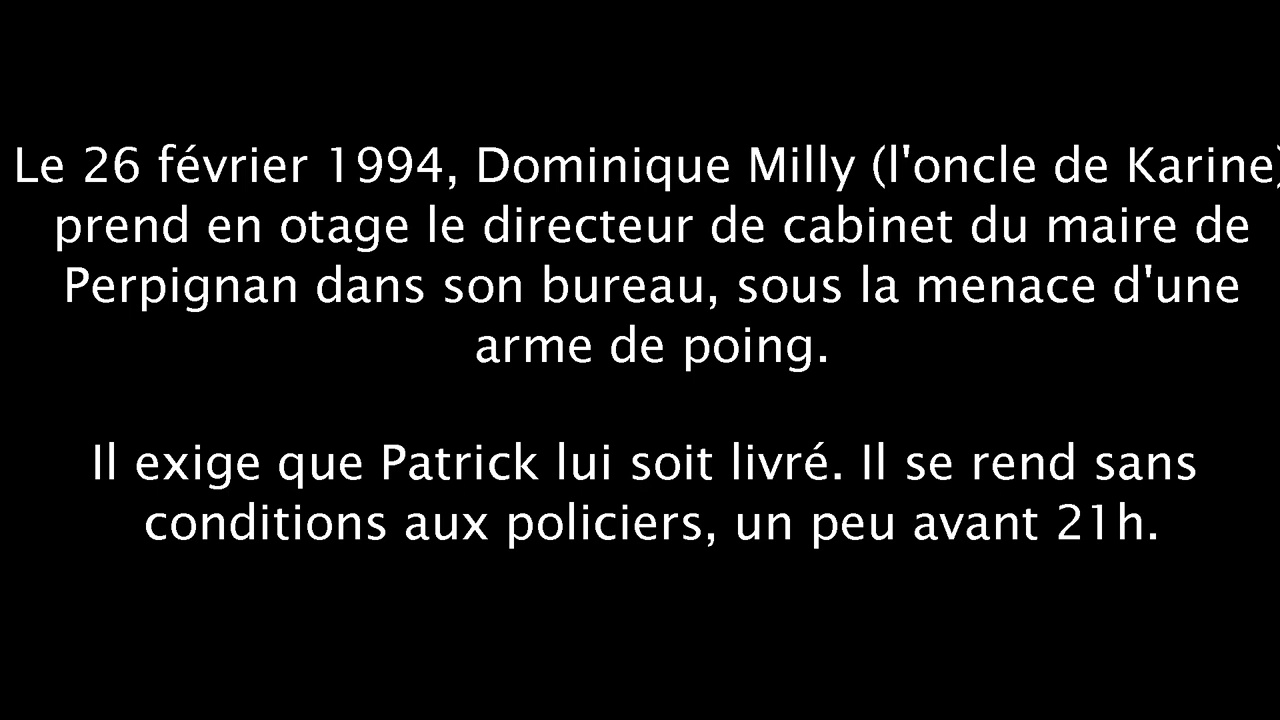 Le 26 février 1994, Dominique Milly (l'oncle de Karine)
prend en otage le directeur de cabinet du maire de
Perpignan dans son bureau, sous la menace d'une
arme de poing.
Il exige que Patrick lui soit livré. Il se rend sans
conditions aux policiers, un peu avant 21h.